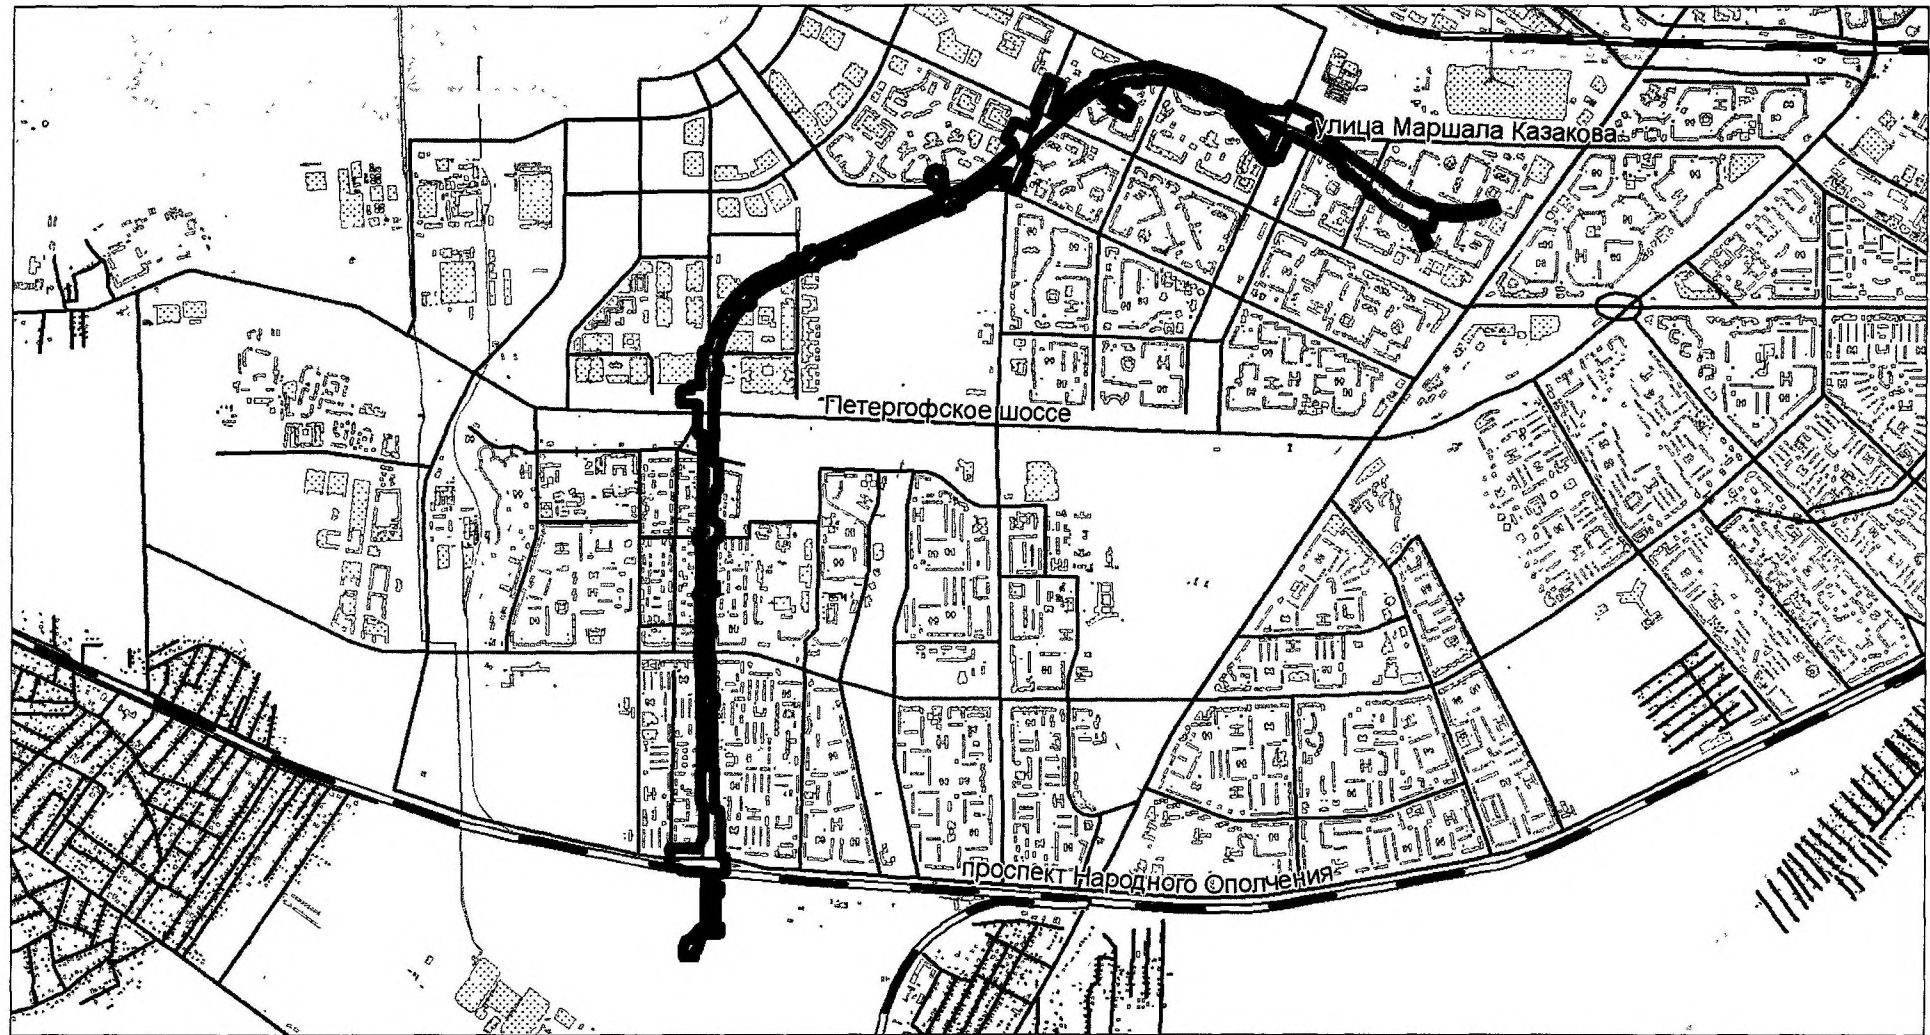 улица Маршала Казакова
Петергофское шоссе
проспект Народного Ополчения